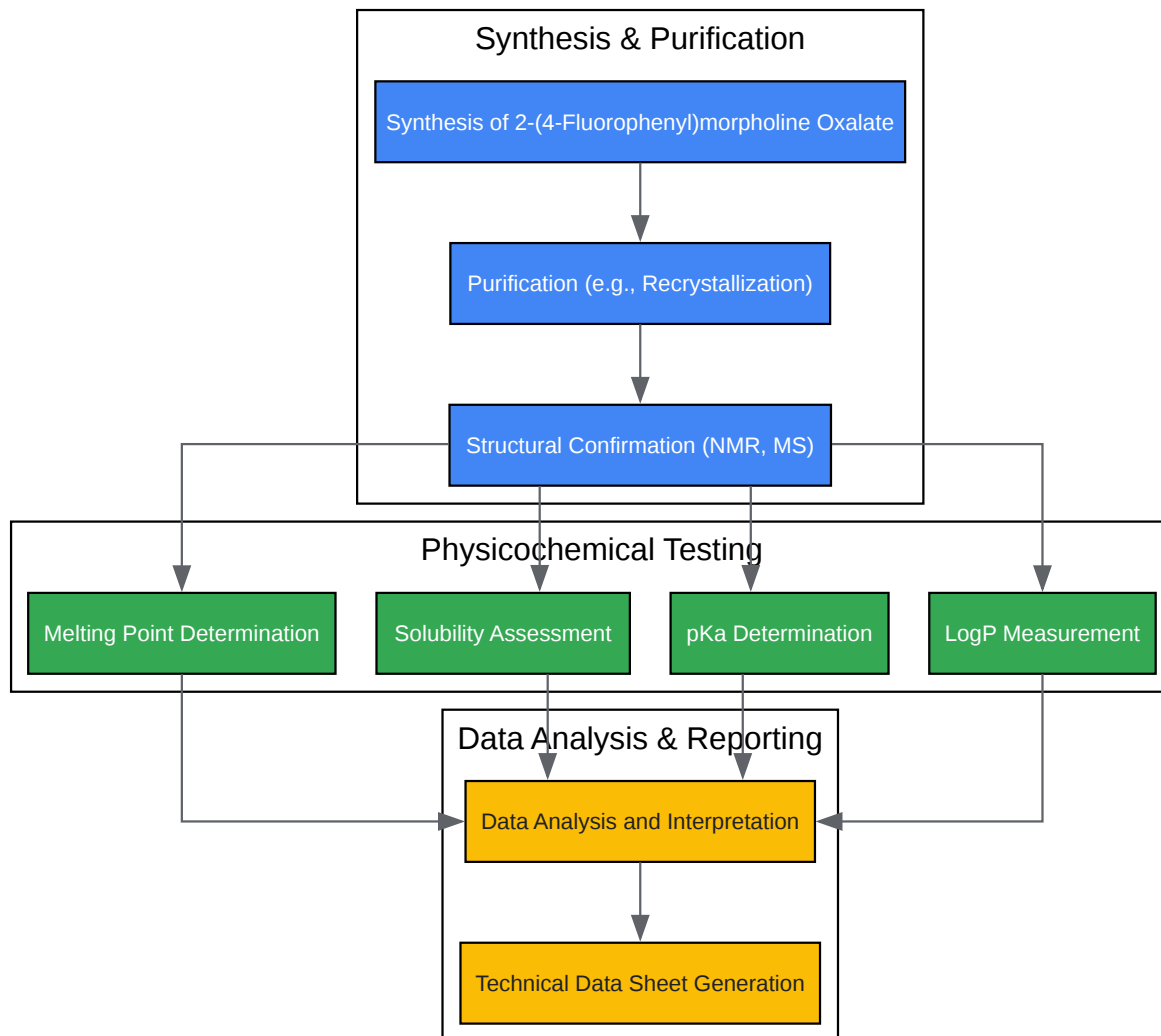 Synthesis & Purification
Synthesis of 2-(4-Fluorophenyl)morpholine Oxalate
Purification (e.g., Recrystallization)
Structural Confirmation (NMR, MS)
Physicochemical Testing
Melting Point Determination
Solubility Assessment
pKa Determination
LogP Measurement
Data Analysis & Reporting
Data Analysis and Interpretation
Technical Data Sheet Generation